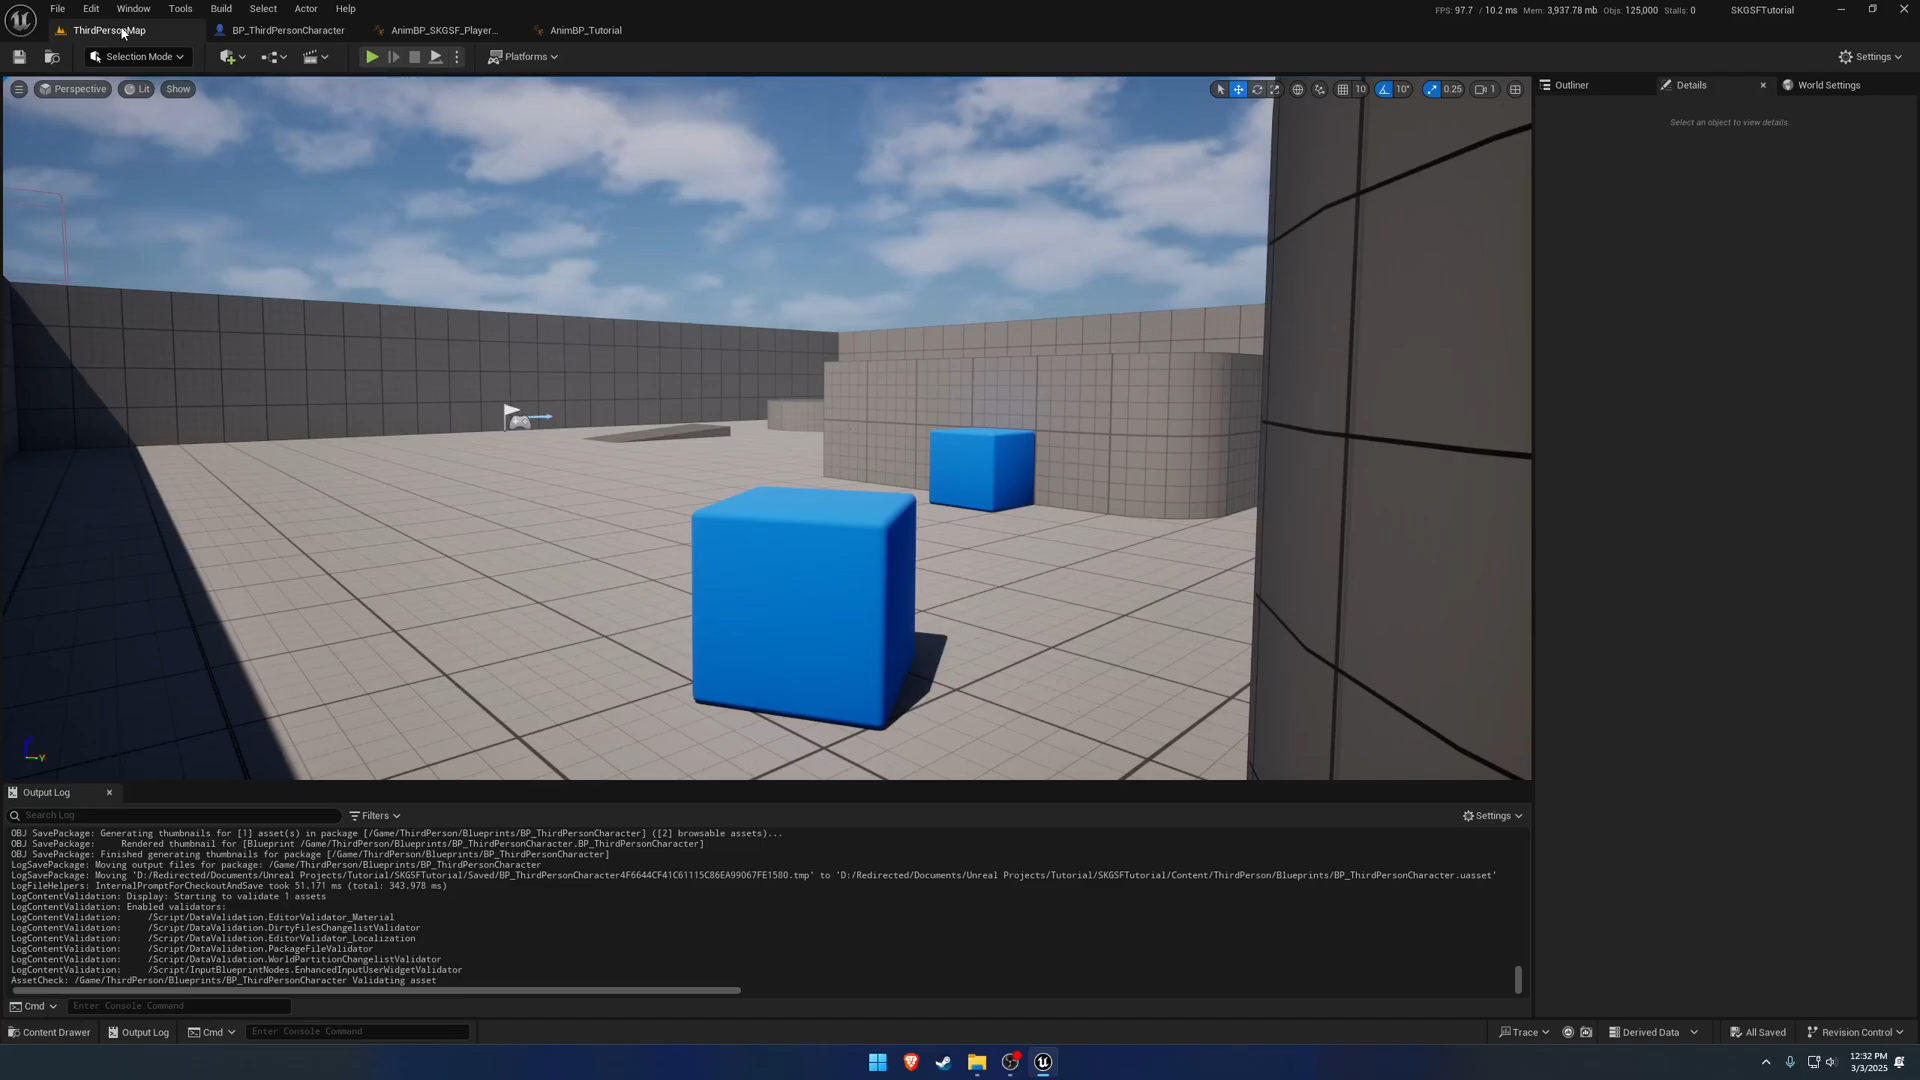 File Edit Window Tools Build Select Actor Help
FPS: 97.7 / 10.2 ms Mem: 3,937.78 mb Objs: 125,000 Stalls: 0 SKGSFTutorial
ThirdPersonMap BP_ThirdPersonCharacter AnimBP_SKGSF_Player... AnimBP_Tutorial
Selection Mode Platforms Settings
Perspective Lit Show 10 10° 0.25 1
Outliner Details World Settings
Select an object to view details.
Output Log
Search Log Filters Settings
OBJ SavePackage: Generating thumbnails for [1] asset(s) in package [/Game/ThirdPerson/Blueprints/BP_ThirdPersonCharacter] ([2] browsable assets)...
OBJ SavePackage: Rendered thumbnail for [Blueprint /Game/ThirdPerson/Blueprints/BP_ThirdPersonCharacter.BP_ThirdPersonCharacter]
OBJ SavePackage: Finished generating thumbnails for package [/Game/ThirdPerson/Blueprints/BP_ThirdPersonCharacter]
LogSavePackage: Moving output files for package: /Game/ThirdPerson/Blueprints/BP_ThirdPersonCharacter
LogSavePackage: Moving 'D:/Redirected/Documents/Unreal Projects/Tutorial/SKGSFTutorial/Saved/BP_ThirdPersonCharacter4F6644CF41C61115C86EA99067FE1580.tmp' to 'D:/Redirected/Documents/Unreal Projects/Tutorial/SKGSFTutorial/Content/ThirdPerson/Blueprints/BP_ThirdPersonCharacter.uasset'
LogFileHelpers: InternalPromptForCheckoutAndSave took 51.171 ms (total: 343.978 ms)
LogContentValidation: Display: Starting to validate 1 assets
LogContentValidation: Enabled validators:
LogContentValidation: /Script/DataValidation.EditorValidator_Material
LogContentValidation: /Script/DataValidation.DirtyFilesChangelistValidator
LogContentValidation: /Script/DataValidation.EditorValidator_Localization
LogContentValidation: /Script/DataValidation.PackageFileValidator
LogContentValidation: /Script/DataValidation.WorldPartitionChangelistValidator
LogContentValidation: /Script/InputBlueprintNodes.EnhancedInputUserWidgetValidator
AssetCheck: /Game/ThirdPerson/Blueprints/BP_ThirdPersonCharacter Validating asset
Cmd Enter Console Command
Content Drawer Output Log Cmd Enter Console Command Trace Derived Data All Saved Revision Control
12:32 PM
3/3/2025